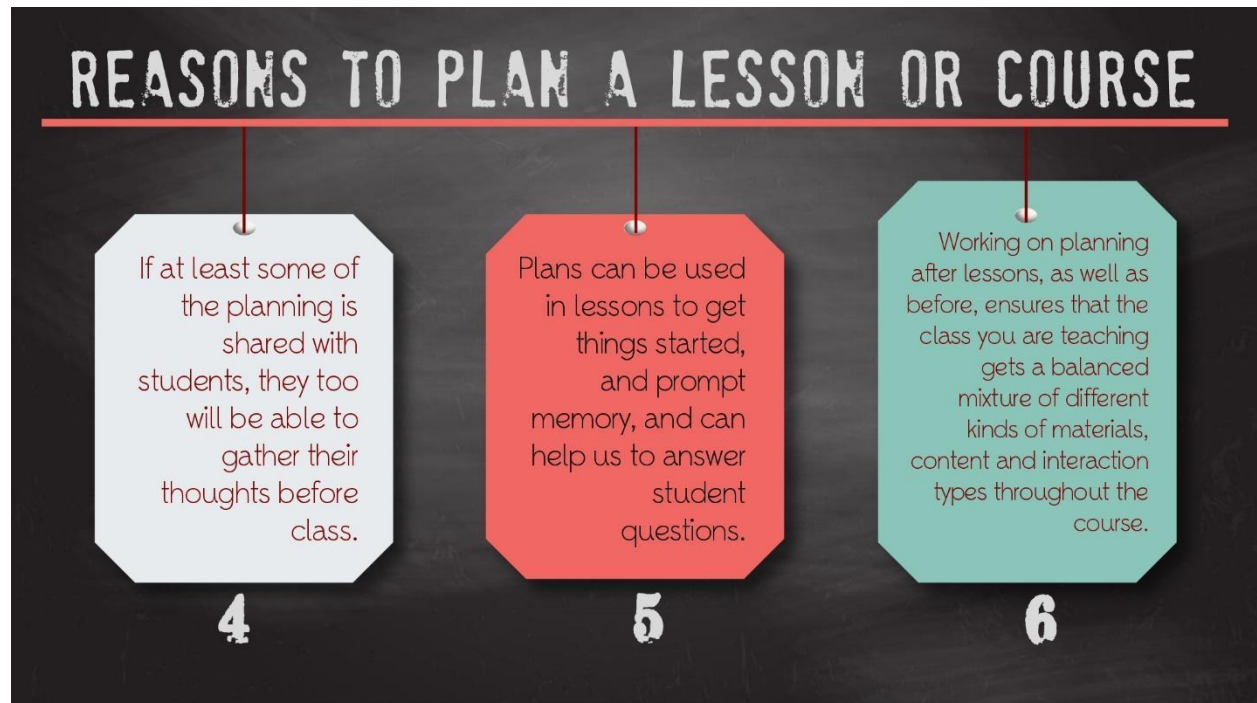 REASONS TO PLAN A LESSON OR COURSE
If at least some of
the planning is
shared with
students, they too
will be able to
gather their
thoughts before
class.
4
Plans can be used
in lessons to get
things started,
and prompt
memory, and can
help us to answer
student
questions.
5
Working on planning
after lessons, as well as
before, ensures that the
class you are teaching
gets a balanced
mixture of different
kinds of materials,
content and interaction
types throughout the
course.
6